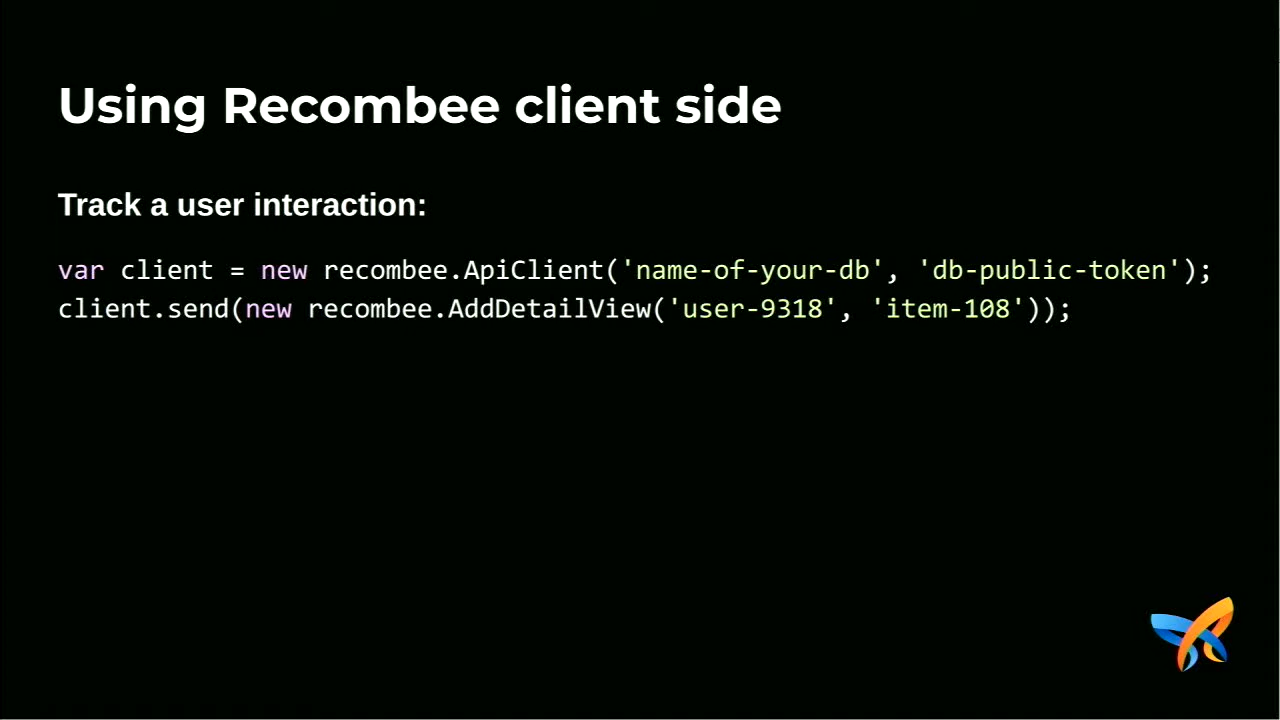 Using Recombee client side
Track a user interaction:
var client = new recombee.ApiClient('name-of-your-db', 'db-public-token');
client.send(new recombee.AddDetailView('user-9318', 'item-108'));